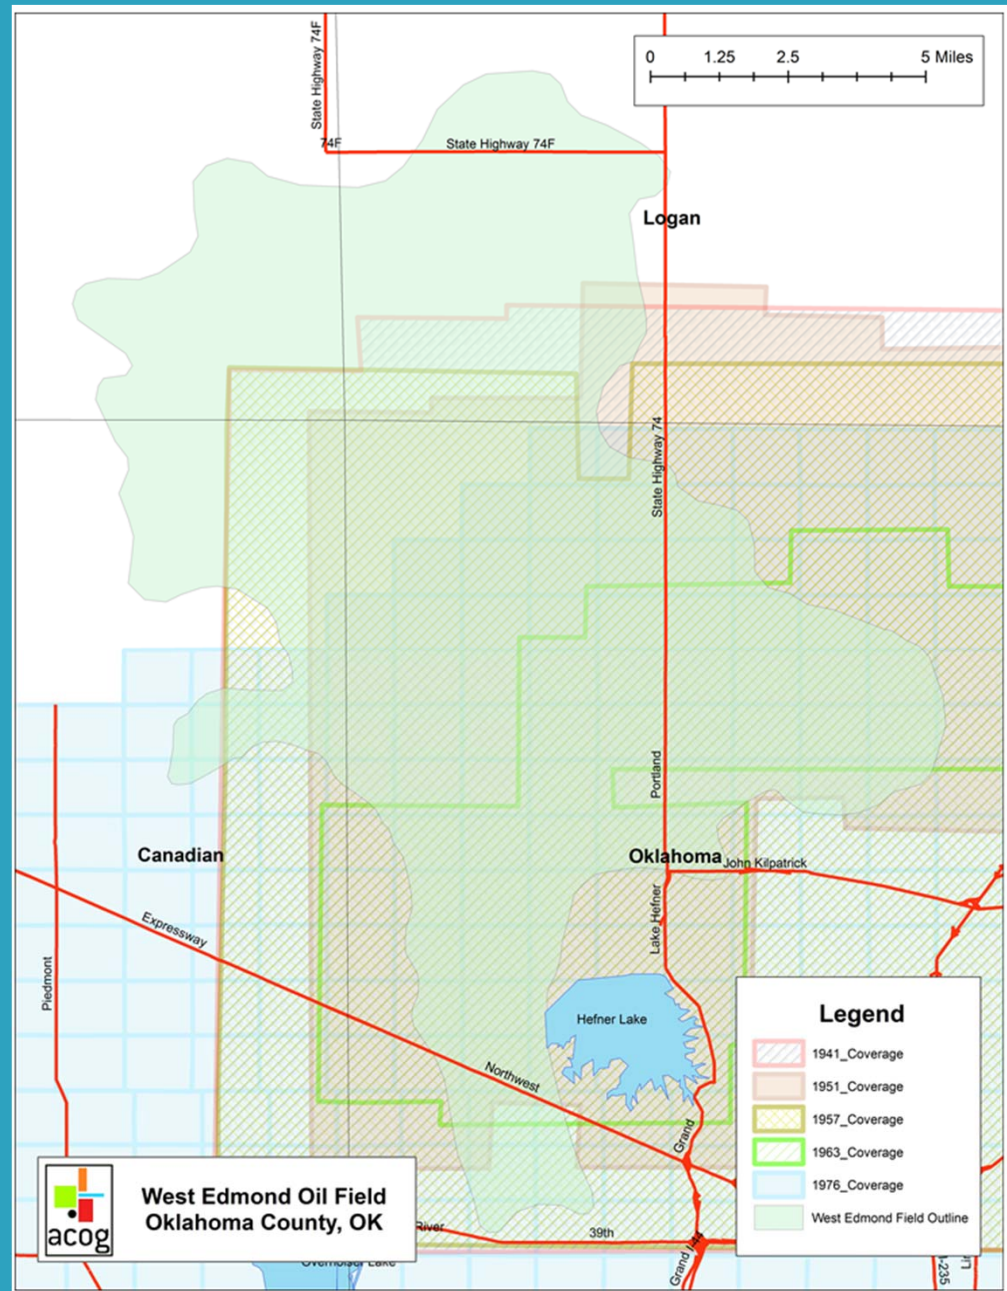 State Highway 74F
74F
State Highway 74F
0 1.25 2.5 5 Miles
Logan
State Highway 74
Portland
Canadian
Oklahoma
John Kilpatrick
Expressway
Lake Hefner
Piedmont
Hefner Lake
Northwest
Grand
Legend
1941_Coverage
1951_Coverage
1957_Coverage
1963_Coverage
1976_Coverage
West Edmond Field Outline
acog
West Edmond Oil Field
Oklahoma County, OK
River
39th
Grand I-44
Overholser Lake
I-235